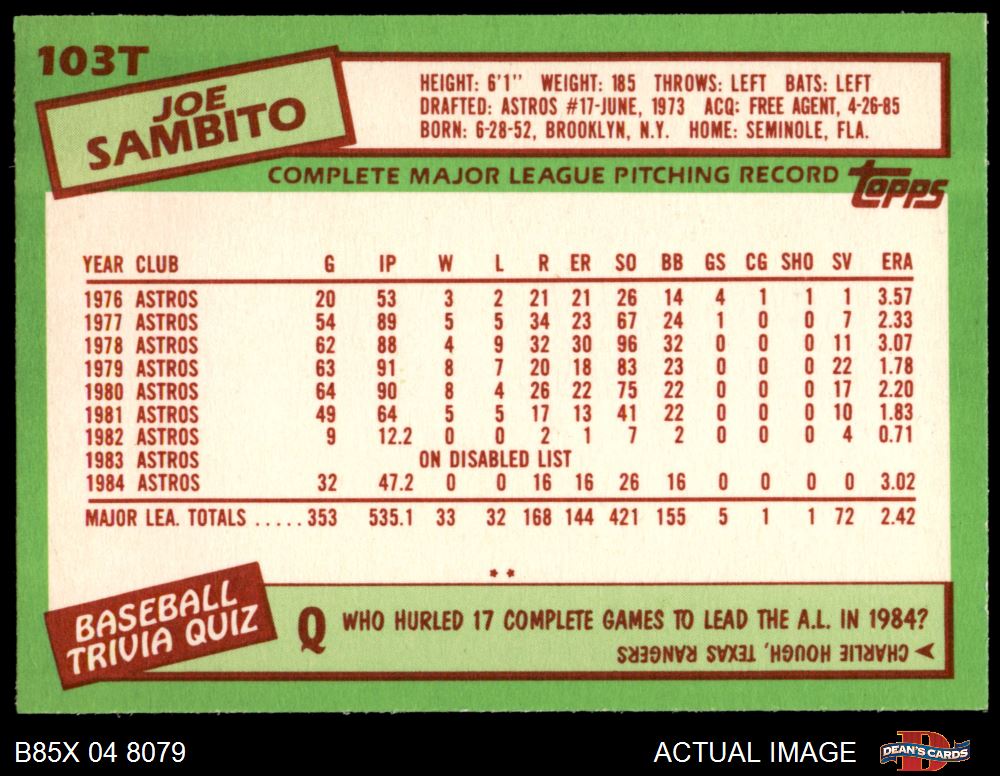 103T
JOE
SAMBITO
HEIGHT: 6'1" WEIGHT: 185 THROWS: LEFT BATS: LEFT
DRAFTED: ASTROS #17-JUNE, 1973 ACQ: FREE AGENT, 4-26-85
BORN: 6-28-52, BROOKLYN, N.Y. HOME: SEMINOLE, FLA.
COMPLETE MAJOR LEAGUE PITCHING RECORD topps
YEAR CLUB G IP W L R ER SO BB GS CG SHO SV ERA
1976 ASTROS 20 53 3 2 21 21 26 14 4 1 1 1 3.57
1977 ASTROS 54 89 5 5 34 23 67 24 1 0 0 7 2.33
1978 ASTROS 62 88 4 9 32 30 96 32 0 0 0 11 3.07
1979 ASTROS 63 91 8 7 20 18 83 23 0 0 0 22 1.78
1980 ASTROS 64 90 8 4 26 22 75 22 0 0 0 17 2.20
1981 ASTROS 49 64 5 5 17 13 41 22 0 0 0 10 1.83
1982 ASTROS 9 12.2 0 0 2 1 7 2 0 0 0 4 0.71
1983 ASTROS ON DISABLED LIST
1984 ASTROS 32 47.2 0 0 16 16 26 16 0 0 0 0 3.02
MAJOR LEA. TOTALS .....353 535.1 33 32 168 144 421 155 5 1 1 72 2.42
**
BASEBALL
TRIVIA QUIZ
Q WHO HURLED 17 COMPLETE GAMES TO LEAD THE A.L. IN 1984?
CHARLIE HOUGH, TEXAS RANGERS
B85X 04 8079
ACTUAL IMAGE
D
DEAN'S CARDS